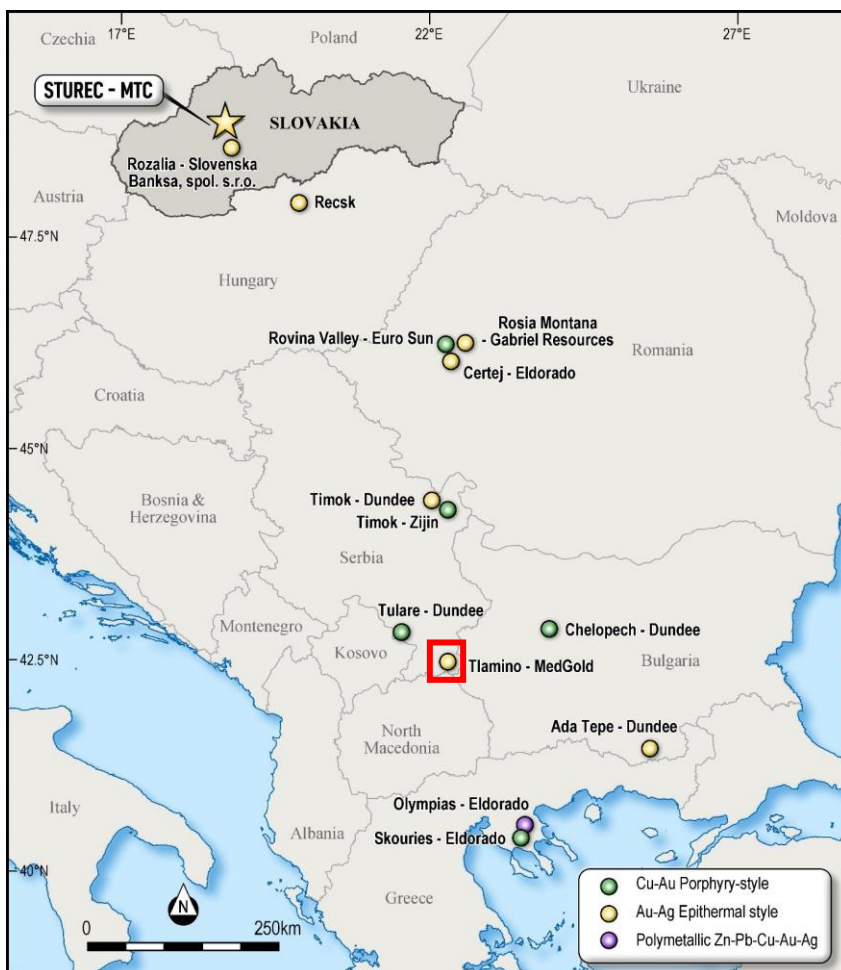 17°E
22°E
27°E
Czechia
Poland
Ukraine
STUREC - MTC
SLOVAKIA
Rozalia - Slovenska
Banksa, spol. s.r.o.
Austria
Recsk
Moldova
47.5°N
Hungary
Rosia Montana
- Gabriel Resources
Rovina Valley - Euro Sun
Romania
Certej - Eldorado
Croatia
45°N
Bosnia &
Herzegovina
Timok - Dundee
Timok - Zijin
Serbia
Tulare - Dundee
Montenegro
Chelopech - Dundee
Kosovo
42.5°N
Tlamino - MedGold
Bulgaria
North
Macedonia
Ada Tepe - Dundee
Italy
Olympias - Eldorado
Albania
Skouries - Eldorado
40°N
Greece
Cu-Au Porphyry-style
Au-Ag Epithermal style
Polymetallic Zn-Pb-Cu-Au-Ag
N
0
250km